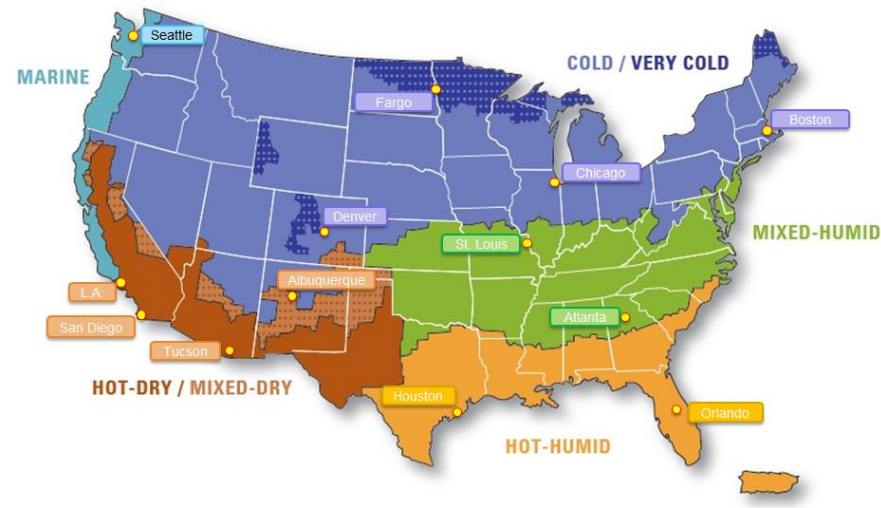 Seattle
COLD / VERY COLD
MARINE
Fargo
Boston
Chicago
Denver
MIXED-HUMID
St. Louis
Albuquerque
L.A.
San Diego
Atlanta
Tucson
HOT-DRY / MIXED-DRY
Houston
Orlando
HOT-HUMID